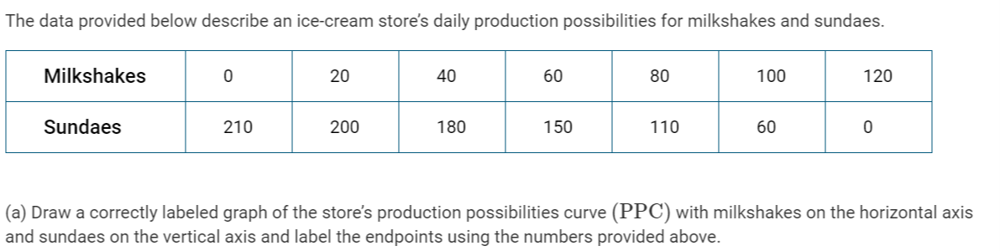 The data provided below describe an ice-cream store's daily production possibilities for milkshakes and sundaes.
Milkshakes 0 20 40 60 80 100 120
Sundaes 210 200 180 150 110 60 0
(a) Draw a correctly labeled graph of the store's production possibilities curve (PPC) with milkshakes on the horizontal axis
and sundaes on the vertical axis and label the endpoints using the numbers provided above.